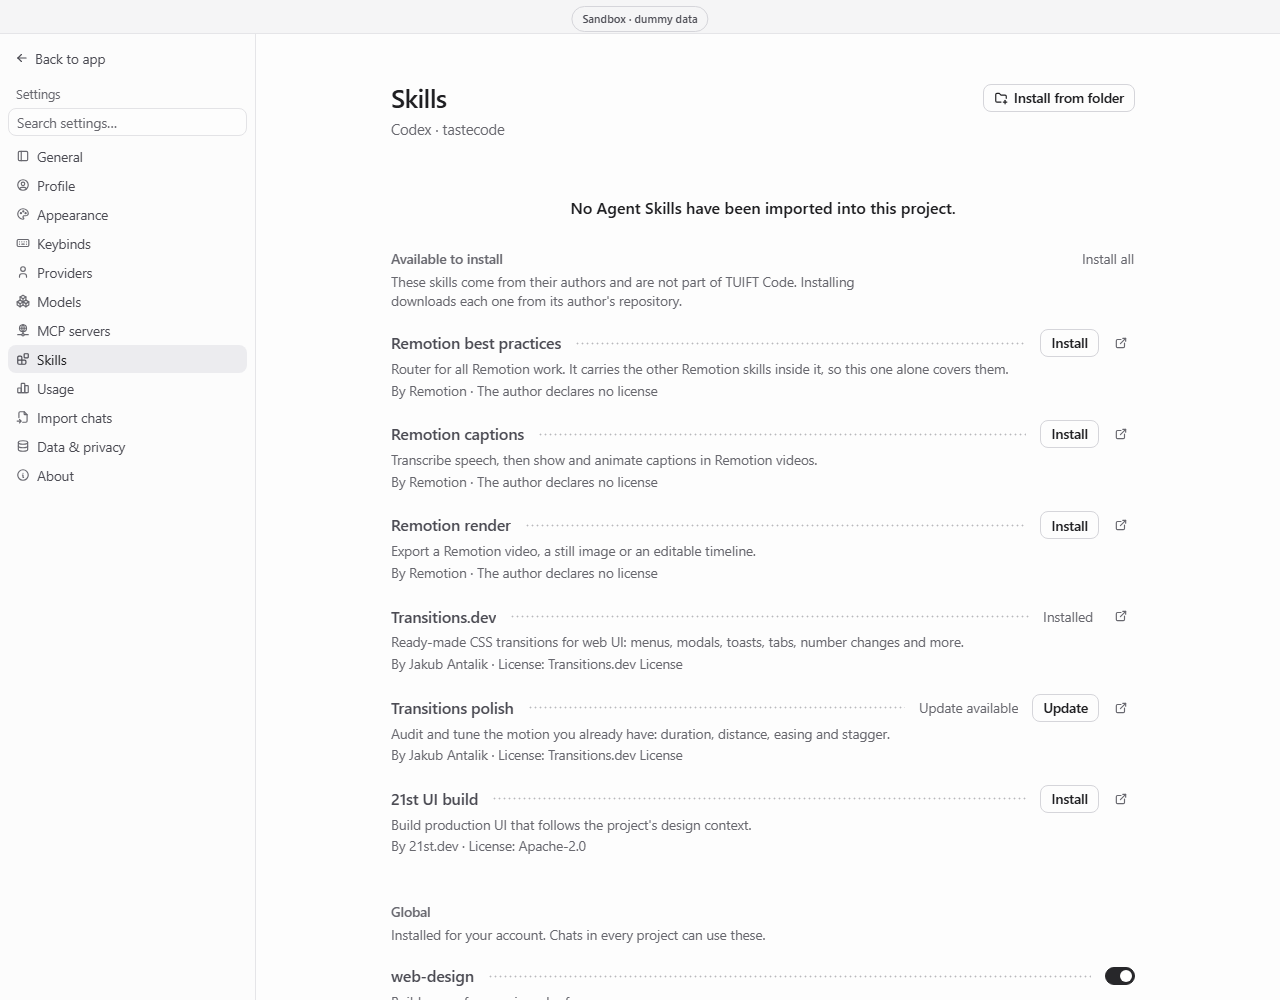 Sandbox · dummy data
Back to app
Settings
Search settings...
General
Profile
Appearance
Keybinds
Providers
Models
MCP servers
Skills
Usage
Import chats
Data & privacy
About
Skills
Install from folder
Codex · tastecode
No Agent Skills have been imported into this project.
Available to install
Install all
These skills come from their authors and are not part of TUIFT Code. Installing
downloads each one from its author's repository.
Remotion best practices
Install
Router for all Remotion work. It carries the other Remotion skills inside it, so this one alone covers them.
By Remotion · The author declares no license
Remotion captions
Install
Transcribe speech, then show and animate captions in Remotion videos.
By Remotion · The author declares no license
Remotion render
Install
Export a Remotion video, a still image or an editable timeline.
By Remotion · The author declares no license
Transitions.dev
Installed
Ready-made CSS transitions for web UI: menus, modals, toasts, tabs, number changes and more.
By Jakub Antalik · License: Transitions.dev License
Transitions polish
Update available
Update
Audit and tune the motion you already have: duration, distance, easing and stagger.
By Jakub Antalik · License: Transitions.dev License
21st UI build
Install
Build production UI that follows the project's design context.
By 21st.dev · License: Apache-2.0
Global
Installed for your account. Chats in every project can use these.
web-design